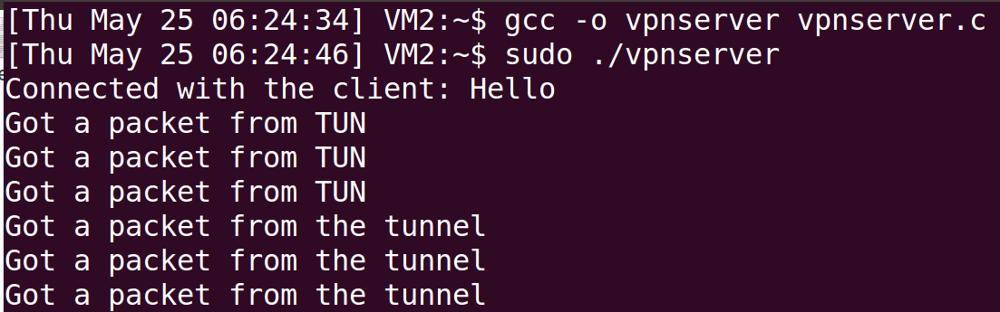 [Thu May 25 06:24:34] VM2:~$ gcc -o vpnserver vpnserver.c
[Thu May 25 06:24:46] VM2:~$ sudo ./vpnserver
Connected with the client: Hello
Got a packet from TUN
Got a packet from TUN
Got a packet from TUN
Got a packet from the tunnel
Got a packet from the tunnel
Got a packet from the tunnel